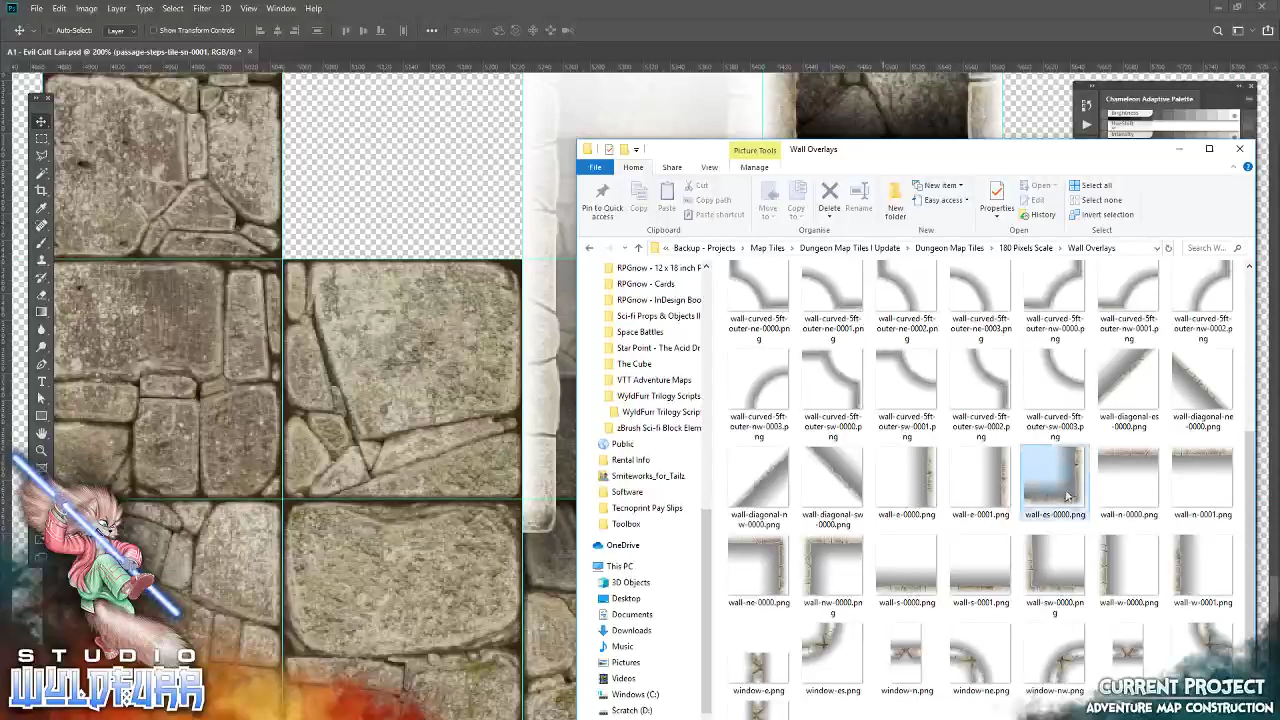 Ps File Edit Image Layer Type Select Filter 3D View Window Help
Auto-Select: Layer Show Transform Controls 3D Mode:
A1 - Evil Cult Lair.psd @ 200% (passage-steps-tile-sn-0001, RGB/8) *
Chameleon Adaptive Palette
Brightness
Intensity
Picture Tools Wall Overlays
File Home Share View Manage
Pin to Quick access
Copy
Paste
Cut
Copy path
Paste shortcut
Move to
Copy to
Delete
Rename
New folder
New item
Easy access
Properties
Open
Edit
History
Select all
Select none
Invert selection
Clipboard Organise New Open Select
« Backup - Projects > Map Tiles > Dungeon Map Tiles I Update > Dungeon Map Tiles > 180 Pixels Scale > Wall Overlays
Search W...
RPGnow - 12 x 18 inch P
RPGnow - Cards
RPGnow - InDesign Boo
Sci-fi Props & Objects II
Space Battles
Star Point - The Acid Dr
The Cube
VTT Adventure Maps
WyldFurr Trilogy Scripts
WyldFurr Trilogy Scrip
zBrush Sci-fi Block Elem
Public
Rental Info
Smiteworks_for_Tailz
Software
Tecnoprint Pay Slips
Toolbox
OneDrive
This PC
3D Objects
Desktop
Documents
Downloads
Music
Pictures
Videos
Windows (C:)
Scratch (D:)
wall-curved-5ft-outer-ne-0000.png
wall-curved-5ft-outer-ne-0001.png
wall-curved-5ft-outer-ne-0002.png
wall-curved-5ft-outer-ne-0003.png
wall-curved-5ft-outer-nw-0000.png
wall-curved-5ft-outer-nw-0001.png
wall-curved-5ft-outer-nw-0002.png
wall-curved-5ft-outer-nw-0003.png
wall-curved-5ft-outer-sw-0000.png
wall-curved-5ft-outer-sw-0001.png
wall-curved-5ft-outer-sw-0002.png
wall-curved-5ft-outer-sw-0003.png
wall-diagonal-es-0000.png
wall-diagonal-ne-0000.png
wall-diagonal-nw-0000.png
wall-diagonal-sw-0000.png
wall-e-0000.png
wall-e-0001.png
wall-es-0000.png
wall-n-0000.png
wall-n-0001.png
wall-ne-0000.png
wall-nw-0000.png
wall-s-0000.png
wall-s-0001.png
wall-sw-0000.png
wall-w-0000.png
wall-w-0001.png
window-e.png
window-es.png
window-n.png
window-ne.png
window-nw.png
STUDIO
WYLDFURR
CURRENT PROJECT
ADVENTURE MAP CONSTRUCTION